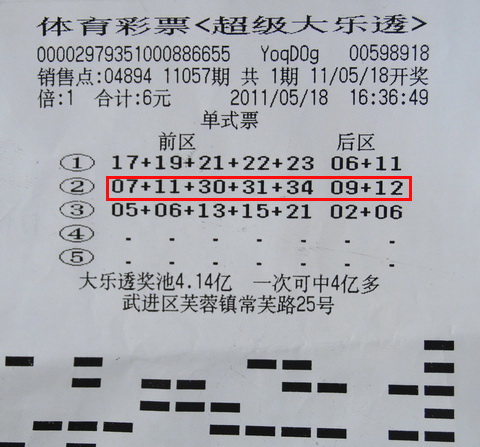 体育彩票<超级大乐透>
00002979351000886655 YoqD0g 00598918
销售点:04894 11057期 共 1期 11/05/18开奖
倍:1 合计:6元 2011/05/18 16:36:49
单式票
前区 后区
① 17+19+21+22+23 06+11
② 07+11+30+31+34 09+12
③ 05+06+13+15+21 02+06
④ . . . . . . .
⑤ . . . . . . .
大乐透奖池4.14亿 一次可中4亿多
武进区芙蓉镇常芙路25号